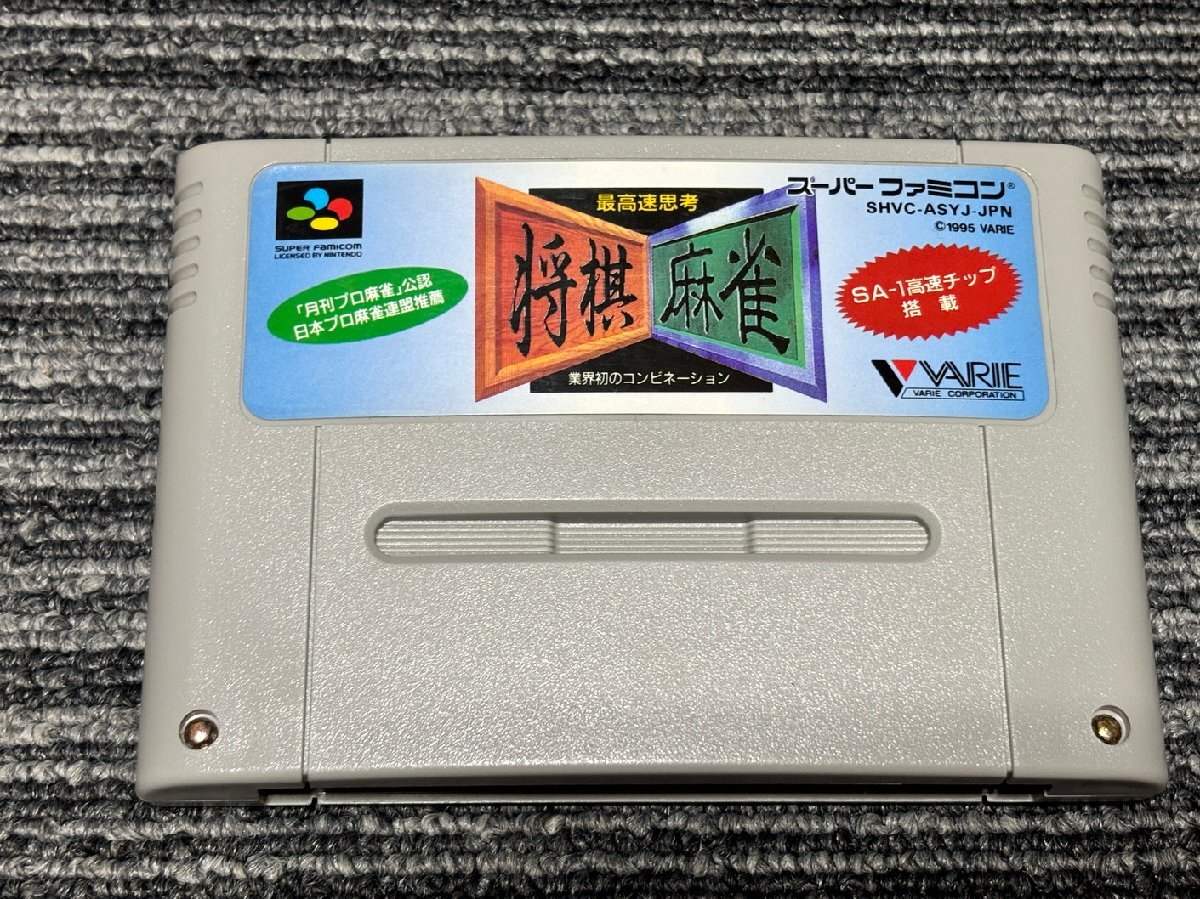 SUPER FAMICOM
LICENSED BY NINTENDO
「月刊プロ麻雀」公認
日本プロ麻雀連盟推薦
最高速思考
将棋 麻雀
業界初のコンビネーション
スーパーファミコン®
SHVC-ASYJ-JPN
©1995 VARIE
SA-1高速チップ
搭載
VARIE
VARIE CORPORATION